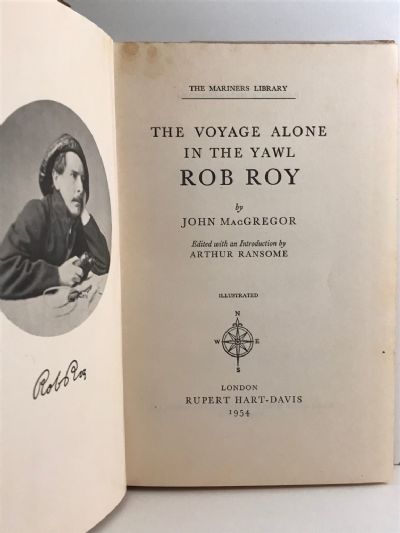 Rob Roy
THE MARINERS LIBRARY
THE VOYAGE ALONE
IN THE YAWL
ROB ROY
by
JOHN MACGREGOR
Edited with an Introduction by
ARTHUR RANSOME
ILLUSTRATED
N
W E
S
LONDON
RUPERT HART-DAVIS
1954